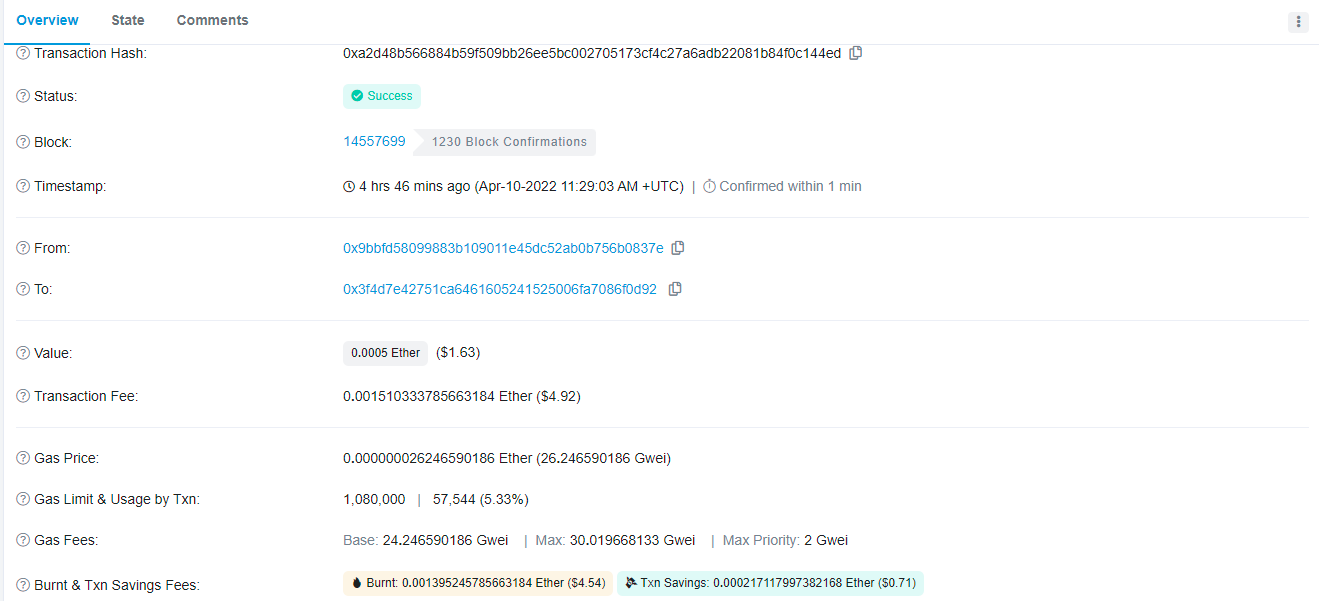 Overview State Comments
Transaction Hash: 0xa2d48b566884b59f509bb26ee5bc002705173cf4c27a6adb22081b84f0c144ed
Status: Success
Block: 14557699 1230 Block Confirmations
Timestamp: 4 hrs 46 mins ago (Apr-10-2022 11:29:03 AM +UTC) | Confirmed within 1 min
From: 0x9bbfd58099883b109011e45dc52ab0b756b0837e
To: 0x3f4d7e42751ca6461605241525006fa7086f0d92
Value: 0.0005 Ether ($1.63)
Transaction Fee: 0.001510333785663184 Ether ($4.92)
Gas Price: 0.000000026246590186 Ether (26.246590186 Gwei)
Gas Limit & Usage by Txn: 1,080,000 | 57,544 (5.33%)
Gas Fees: Base: 24.246590186 Gwei | Max: 30.019668133 Gwei | Max Priority: 2 Gwei
Burnt & Txn Savings Fees: Burnt: 0.001395245785663184 Ether ($4.54) Txn Savings: 0.000217117997382168 Ether ($0.71)